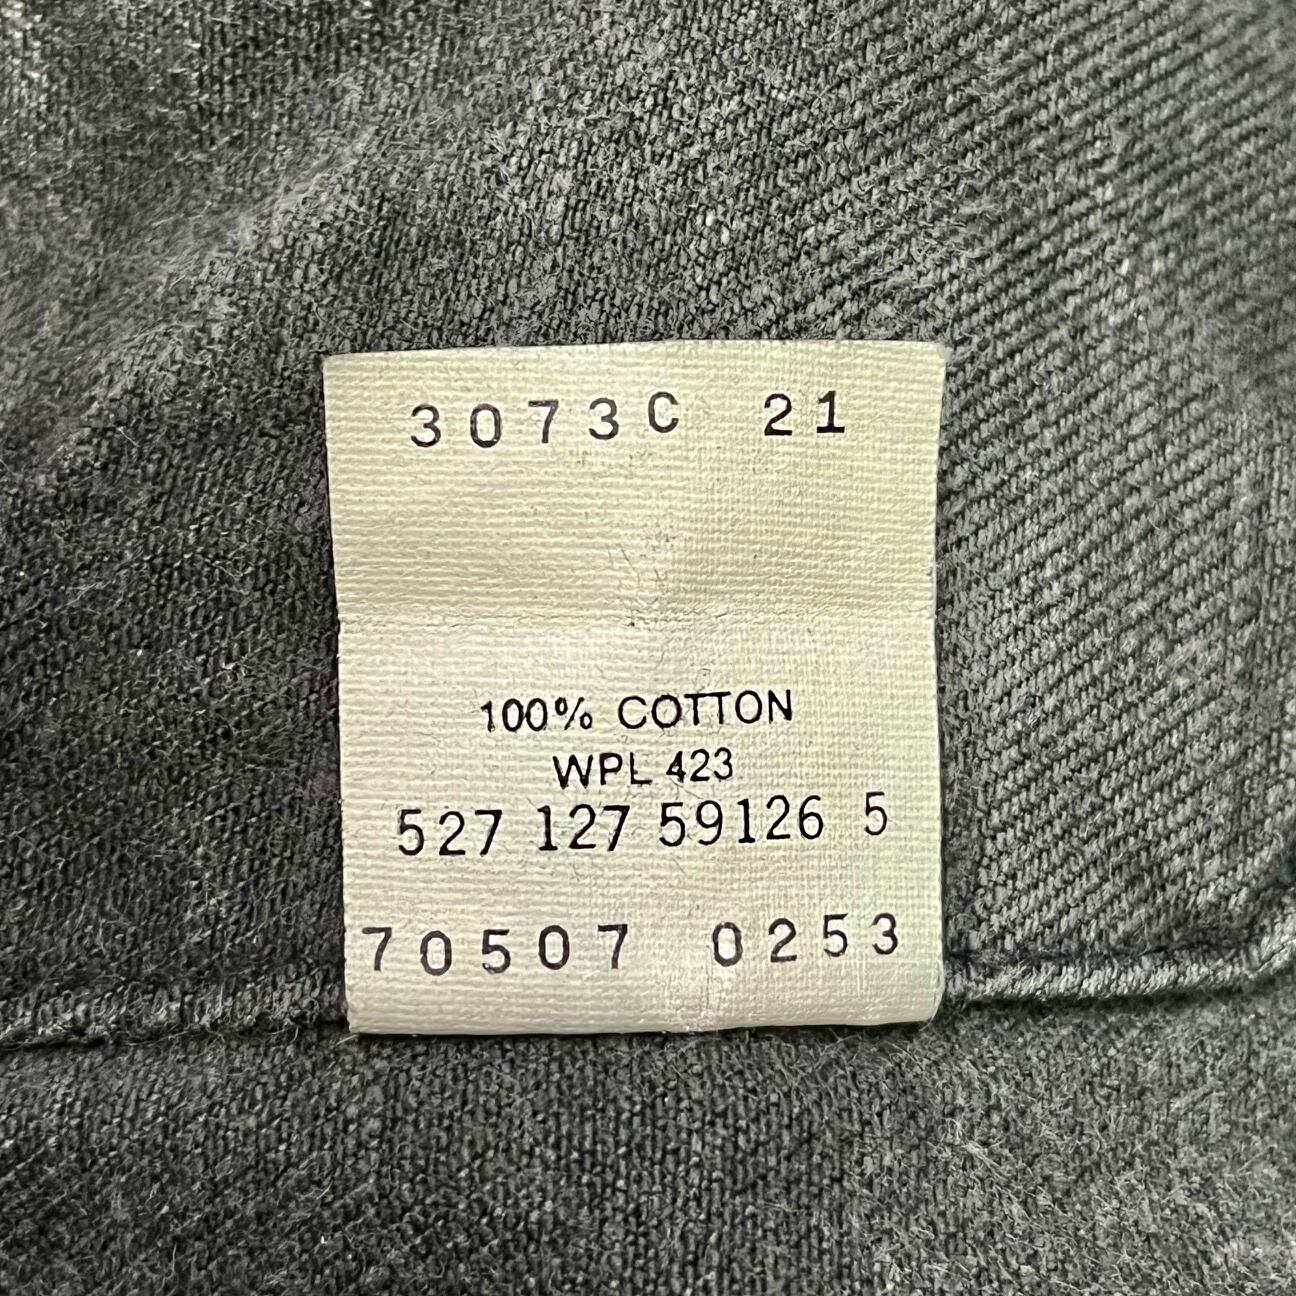 3073C 21
100% COTTON
WPL 423
527 127 59126 5
70507 0253